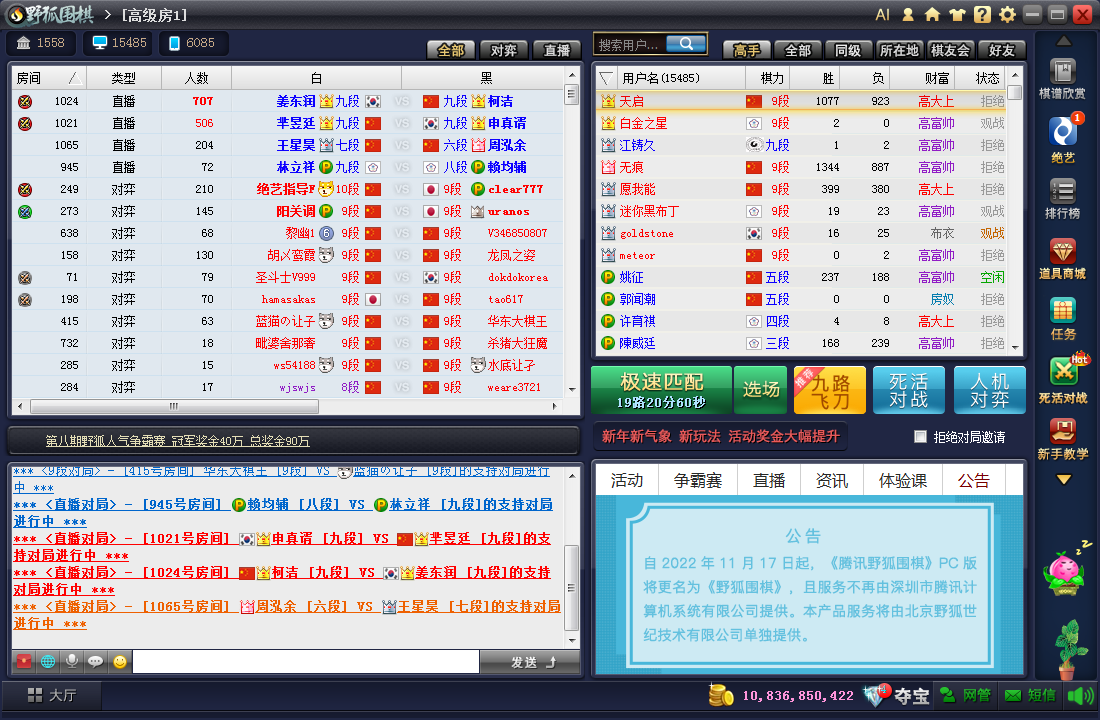 野狐围棋 > [高级房1]
AI
1558 15485 6085
全部 对弈 直播
搜索用户...
高手 全部 同级 所在地 棋友会 好友
房间 类型 人数 白 黑
1024 直播 707 姜东润 九段 VS 九段 柯洁
1021 直播 506 芈昱廷 九段 VS 九段 申真谞
1065 直播 204 王星昊 七段 VS 六段 周泓余
945 直播 72 林立祥 P 九段 VS 八段 P 赖均辅
249 对弈 210 绝艺指导F 10段 VS 9段 P clear777
273 对弈 145 阳关调 P 9段 VS 9段 uranos
638 对弈 68 黎幽1 6 9段 VS 9段 V346850807
158 对弈 130 胡乄蛮霞 9段 VS 9段 龙凤之姿
71 对弈 79 圣斗士V999 9段 VS 9段 dokdokorea
198 对弈 70 hamasakas 9段 VS 9段 tao617
415 对弈 63 蓝猫の让子 9段 VS 9段 华东大棋王
732 对弈 18 毗婆舍那奢 9段 VS 9段 杀猪大狂魔
285 对弈 15 ws54188 9段 VS 9段 水底让孑
284 对弈 17 wjswjs 8段 VS 9段 weare3721
用户名(15485) 棋力 胜 负 财富 状态
天启 9段 1077 923 高大上 拒绝
白金之星 9段 2 0 高富帅 观战
江铸久 九段 1 2 高富帅 拒绝
无痕 9段 1344 887 高大上 拒绝
愿我能 9段 399 380 高大上 拒绝
迷你黑布丁 9段 19 23 高富帅 观战
goldstone 9段 16 25 布衣 观战
meteor 9段 0 2 高富帅 拒绝
P 姚征 五段 237 188 高富帅 空闲
P 郭闻潮 五段 0 0 房奴 拒绝
P 许育祺 四段 4 8 高大上 拒绝
P 陳威廷 三段 168 239 高富帅 拒绝
棋谱欣赏
1
绝艺
排行榜
道具商城
任务
Hot
死活对战
新手教学
极速匹配
19路20分60秒
选场
推荐
九路
飞刀
死活
对战
人机
对弈
新年新气象 新玩法 活动奖金大幅提升
拒绝对局邀请
第八期野狐人气争霸赛 冠军奖金40万 总奖金90万
*** <9段对局> - [415号房间] 华东大棋王 [9段] VS 蓝猫の让子 [9段]的支持对局进行
中 ***
*** <直播对局> - [945号房间] P赖均辅 [八段] VS P林立祥 [九段]的支持对局
进行中 ***
*** <直播对局> - [1021号房间] 申真谞 [九段] VS 芈昱廷 [九段]的支
持对局进行中 ***
*** <直播对局> - [1024号房间] 柯洁 [九段] VS 姜东润 [九段]的支持
对局进行中 ***
*** <直播对局> - [1065号房间] 周泓余 [六段] VS 王星昊 [七段]的支持对局
进行中 ***
发送
活动 争霸赛 直播 资讯 体验课 公告
公告
自 2022 年 11 月 17 日起，《腾讯野狐围棋》PC 版
将更名为《野狐围棋》，且服务不再由深圳市腾讯计
算机系统有限公司提供。本产品服务将由北京野狐世
纪技术有限公司单独提供。
大厅
10,836,850,422 夺宝 网管 短信